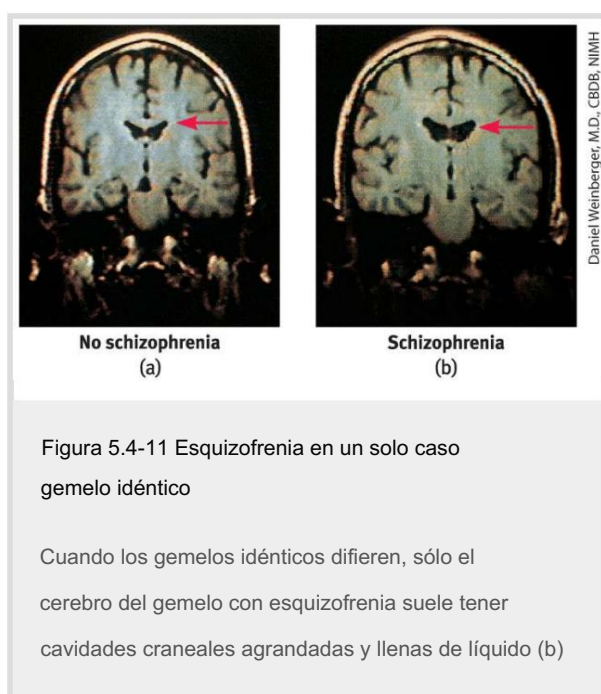 Daniel Weinberger, M.D., CBDB, NIMH
No schizophrenia
(a)
Schizophrenia
(b)
Figura 5.4-11 Esquizofrenia en un solo caso
gemelo idéntico
Cuando los gemelos idénticos difieren, sólo el
cerebro del gemelo con esquizofrenia suele tener
cavidades craneales agrandadas y llenas de líquido (b)